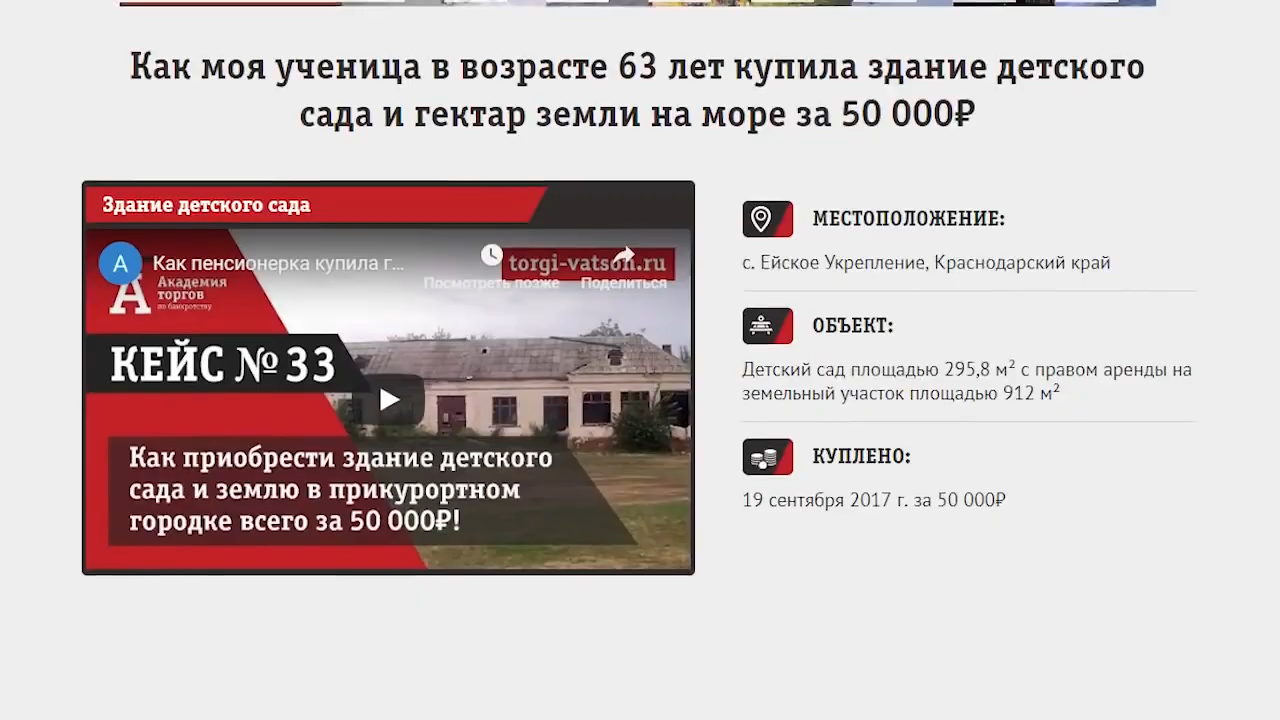 Как моя ученица в возрасте 63 лет купила здание детского
сада и гектар земли на море за 50 000₽
Здание детского сада
А
Как пенсионерка купила г...
torgi-vatson.ru
Посмотреть позже
Поделиться
А
Академия
торгов
по банкротству
КЕЙС № 33
Как приобрести здание детского
сада и землю в прикурортном
городке всего за 50 000₽!
МЕСТОПОЛОЖЕНИЕ:
с. Ейское Укрепление, Краснодарский край
ОБЪЕКТ:
Детский сад площадью 295,8 м² с правом аренды на
земельный участок площадью 912 м²
КУПЛЕНО:
19 сентября 2017 г. за 50 000₽